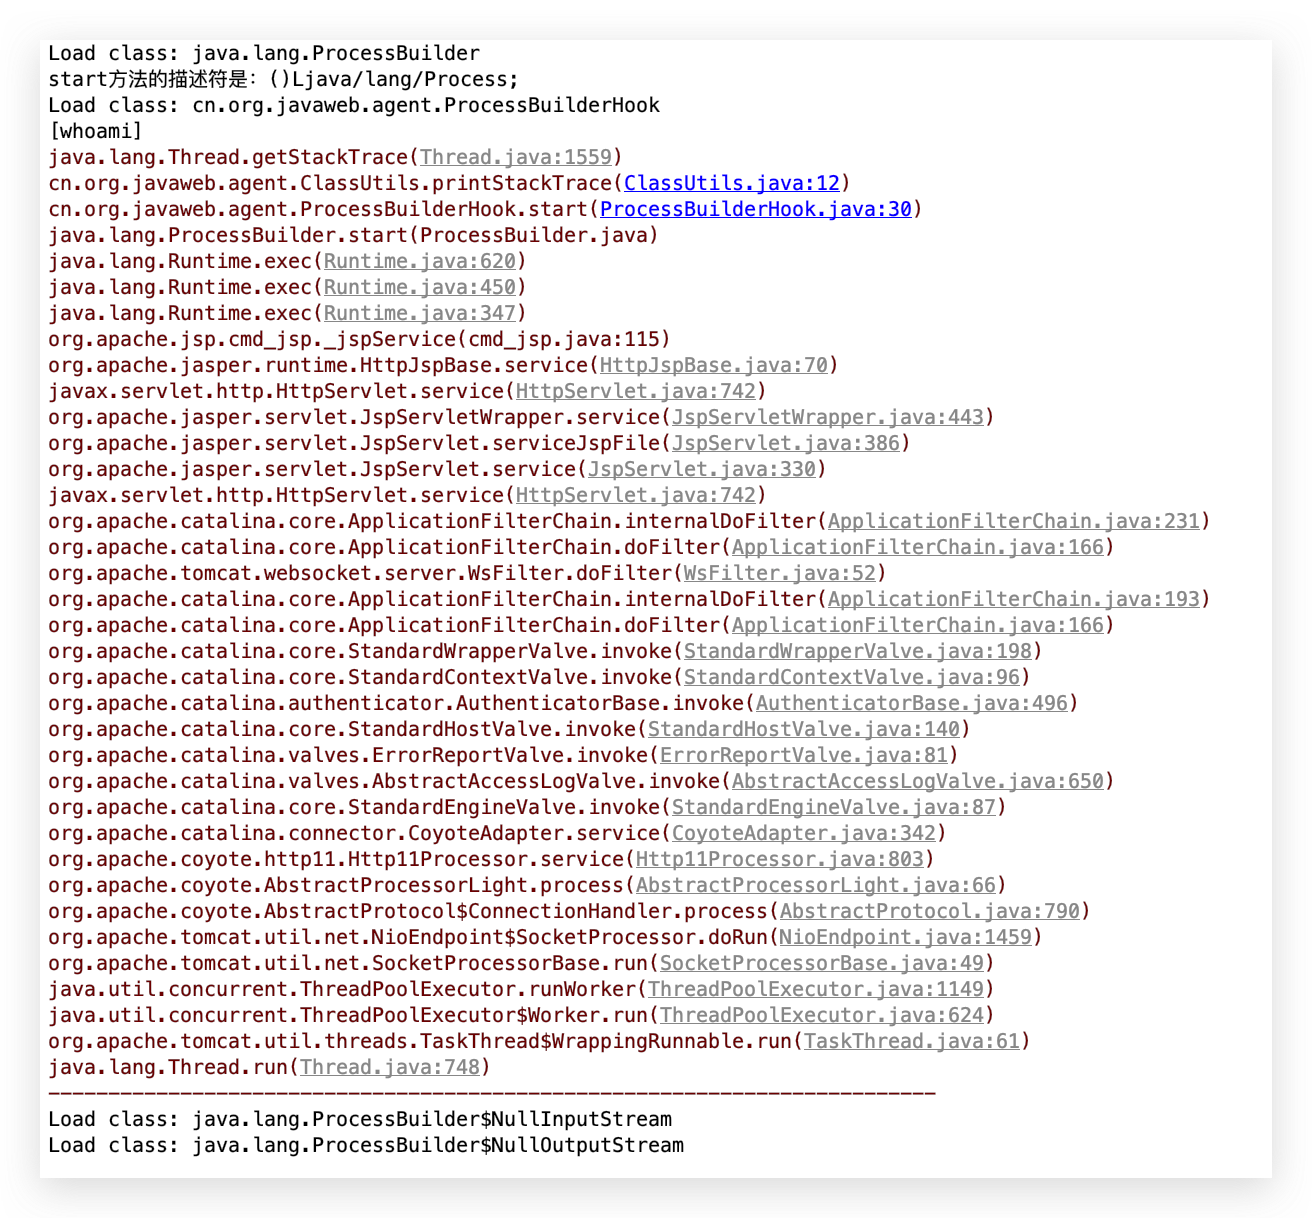 Load class: java.lang.ProcessBuilder
start方法的描述符是：()Ljava/lang/Process;
Load class: cn.org.javaweb.agent.ProcessBuilderHook
[whoami]
java.lang.Thread.getStackTrace(Thread.java:1559)
cn.org.javaweb.agent.ClassUtils.printStackTrace(ClassUtils.java:12)
cn.org.javaweb.agent.ProcessBuilderHook.start(ProcessBuilderHook.java:30)
java.lang.ProcessBuilder.start(ProcessBuilder.java)
java.lang.Runtime.exec(Runtime.java:620)
java.lang.Runtime.exec(Runtime.java:450)
java.lang.Runtime.exec(Runtime.java:347)
org.apache.jsp.cmd_jsp._jspService(cmd_jsp.java:115)
org.apache.jasper.runtime.HttpJspBase.service(HttpJspBase.java:70)
javax.servlet.http.HttpServlet.service(HttpServlet.java:742)
org.apache.jasper.servlet.JspServletWrapper.service(JspServletWrapper.java:443)
org.apache.jasper.servlet.JspServlet.serviceJspFile(JspServlet.java:386)
org.apache.jasper.servlet.JspServlet.service(JspServlet.java:330)
javax.servlet.http.HttpServlet.service(HttpServlet.java:742)
org.apache.catalina.core.ApplicationFilterChain.internalDoFilter(ApplicationFilterChain.java:231)
org.apache.catalina.core.ApplicationFilterChain.doFilter(ApplicationFilterChain.java:166)
org.apache.tomcat.websocket.server.WsFilter.doFilter(WsFilter.java:52)
org.apache.catalina.core.ApplicationFilterChain.internalDoFilter(ApplicationFilterChain.java:193)
org.apache.catalina.core.ApplicationFilterChain.doFilter(ApplicationFilterChain.java:166)
org.apache.catalina.core.StandardWrapperValve.invoke(StandardWrapperValve.java:198)
org.apache.catalina.core.StandardContextValve.invoke(StandardContextValve.java:96)
org.apache.catalina.authenticator.AuthenticatorBase.invoke(AuthenticatorBase.java:496)
org.apache.catalina.core.StandardHostValve.invoke(StandardHostValve.java:140)
org.apache.catalina.valves.ErrorReportValve.invoke(ErrorReportValve.java:81)
org.apache.catalina.valves.AbstractAccessLogValve.invoke(AbstractAccessLogValve.java:650)
org.apache.catalina.core.StandardEngineValve.invoke(StandardEngineValve.java:87)
org.apache.catalina.connector.CoyoteAdapter.service(CoyoteAdapter.java:342)
org.apache.coyote.http11.Http11Processor.service(Http11Processor.java:803)
org.apache.coyote.AbstractProcessorLight.process(AbstractProcessorLight.java:66)
org.apache.coyote.AbstractProtocol$ConnectionHandler.process(AbstractProtocol.java:790)
org.apache.tomcat.util.net.NioEndpoint$SocketProcessor.doRun(NioEndpoint.java:1459)
org.apache.tomcat.util.net.SocketProcessorBase.run(SocketProcessorBase.java:49)
java.util.concurrent.ThreadPoolExecutor.runWorker(ThreadPoolExecutor.java:1149)
java.util.concurrent.ThreadPoolExecutor$Worker.run(ThreadPoolExecutor.java:624)
org.apache.tomcat.util.threads.TaskThread$WrappingRunnable.run(TaskThread.java:61)
java.lang.Thread.run(Thread.java:748)
--------------------------------------------------------------------------
Load class: java.lang.ProcessBuilder$NullInputStream
Load class: java.lang.ProcessBuilder$NullOutputStream